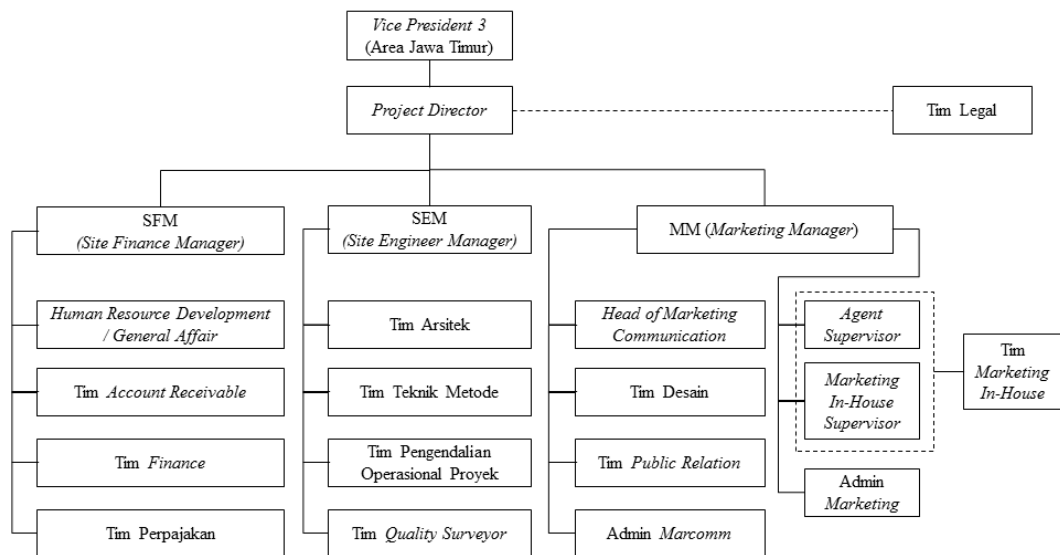 Vice President 3
(Area Jawa Timur)
Project Director
Tim Legal
SFM
(Site Finance Manager)
SEM
(Site Engineer Manager)
MM (Marketing Manager)
Human Resource Development
/ General Affair
Tim Account Receivable
Tim Finance
Tim Perpajakan
Tim Arsitek
Tim Teknik Metode
Tim Pengendalian
Operasional Proyek
Tim Quality Surveyor
Head of Marketing
Communication
Tim Desain
Tim Public Relation
Admin Marcomm
Agent
Supervisor
Marketing
In-House
Supervisor
Admin
Marketing
Tim
Marketing
In-House